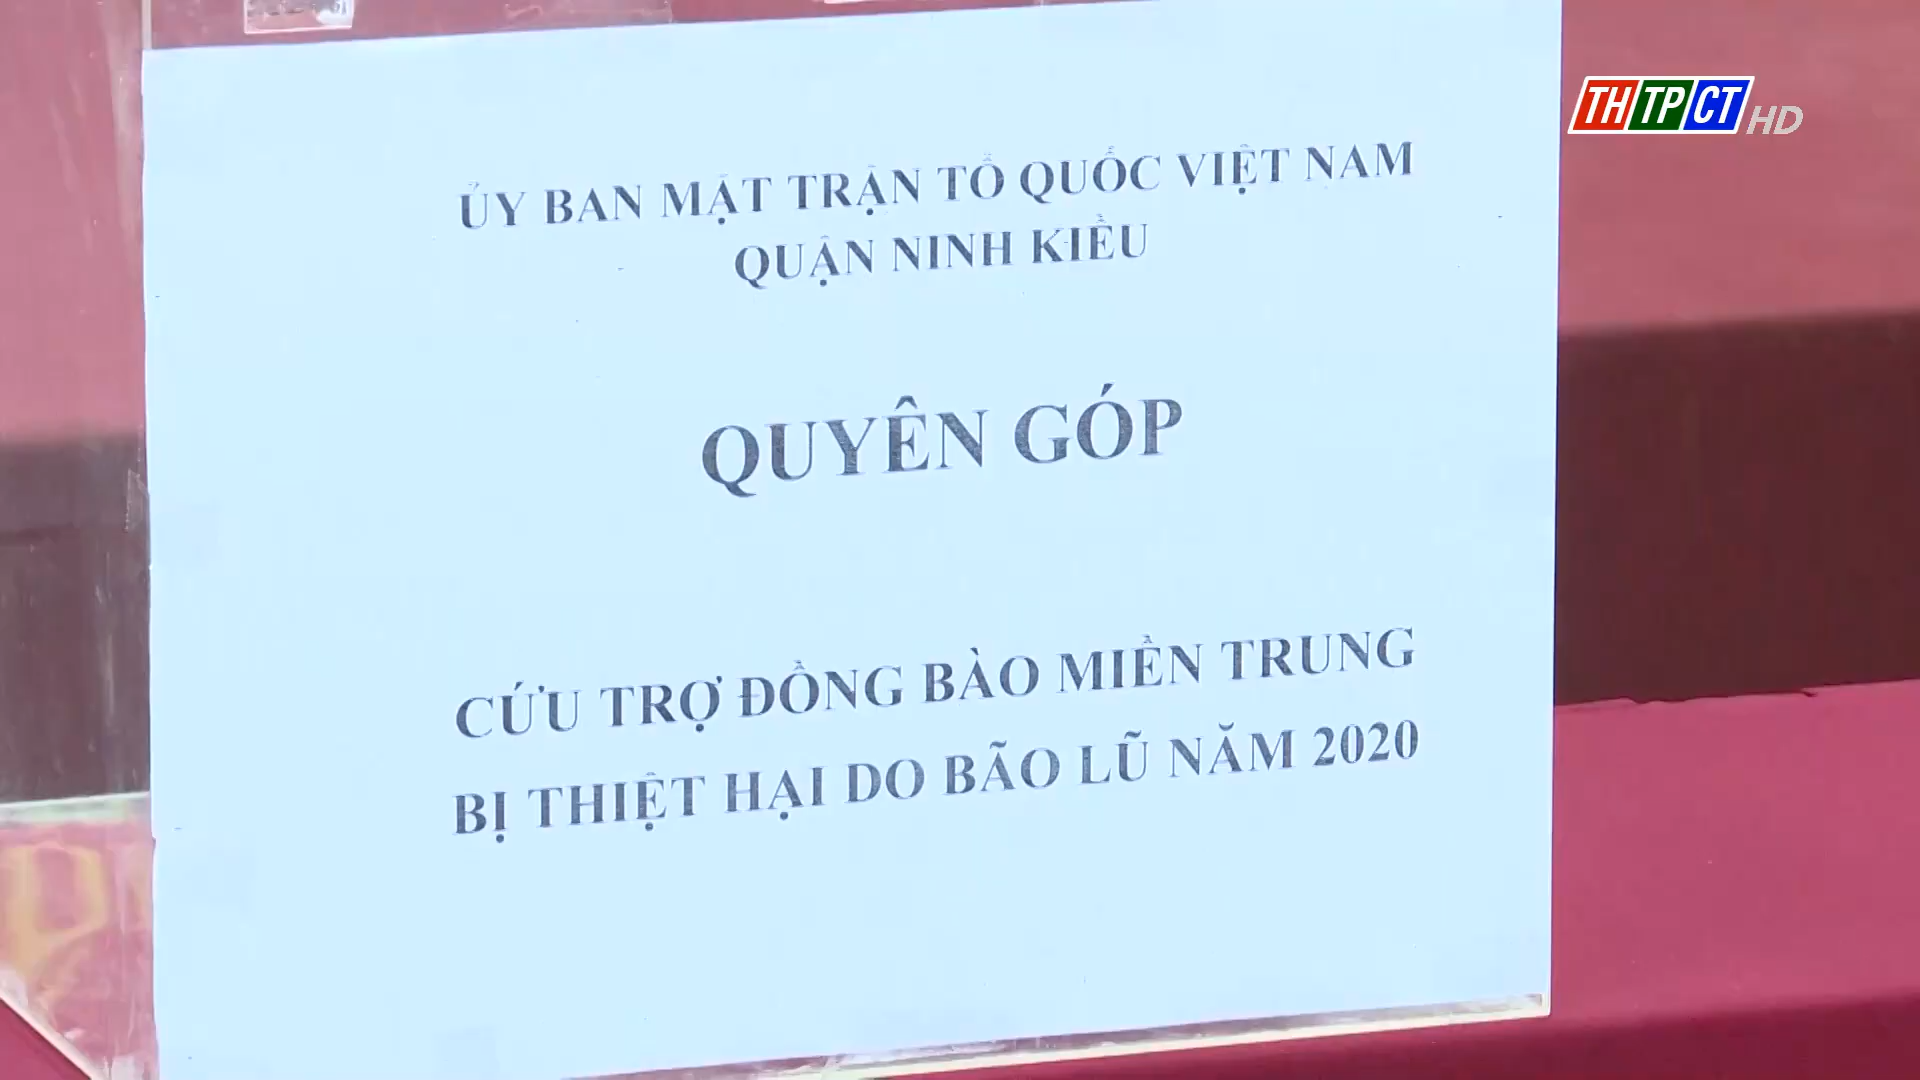 THTPCT HD
ỦY BAN MẶT TRẬN TỔ QUỐC VIỆT NAM
QUẬN NINH KIỀU
QUYÊN GÓP
CỨU TRỢ ĐỒNG BÀO MIỀN TRUNG
BỊ THIỆT HẠI DO BÃO LŨ NĂM 2020